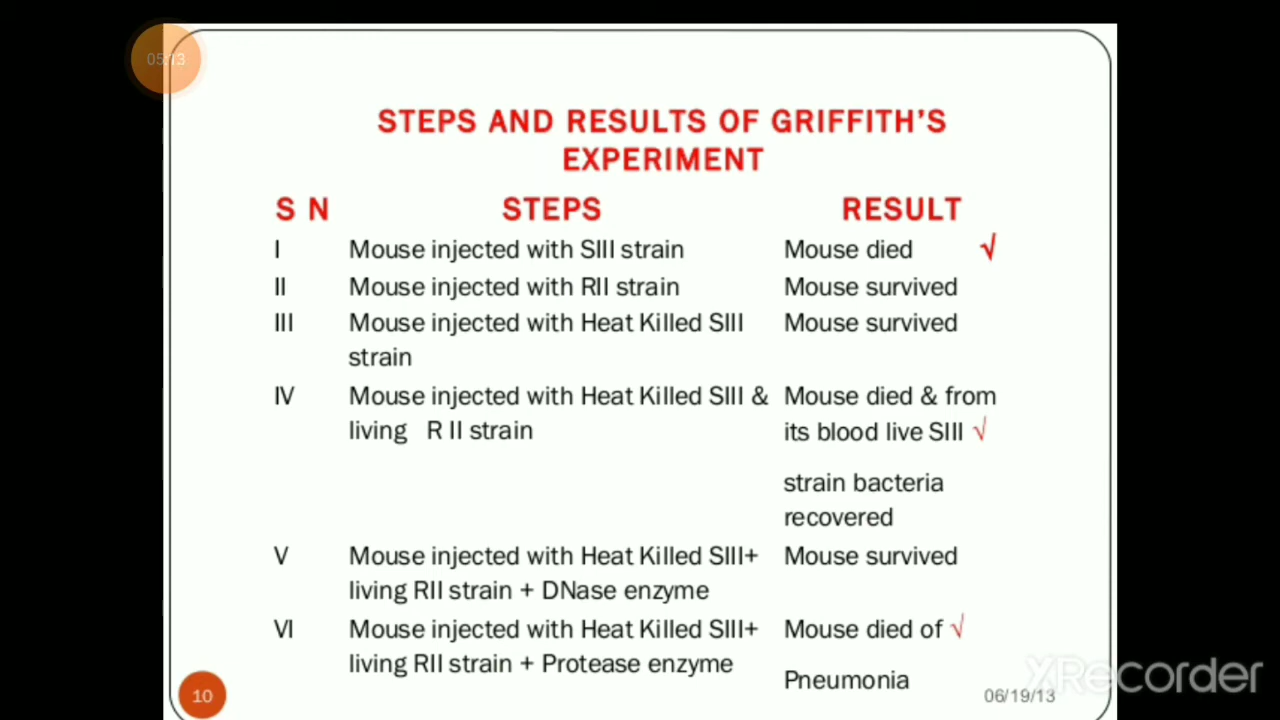 05:13
STEPS AND RESULTS OF GRIFFITH'S
EXPERIMENT
S N STEPS RESULT
I Mouse injected with SIII strain Mouse died √
II Mouse injected with RII strain Mouse survived
III Mouse injected with Heat Killed SIII Mouse survived
strain
IV Mouse injected with Heat Killed SIII & Mouse died & from
living R II strain its blood live SIII √
strain bacteria
recovered
V Mouse injected with Heat Killed SIII+ Mouse survived
living RII strain + DNase enzyme
VI Mouse injected with Heat Killed SIII+ Mouse died of √
living RII strain + Protease enzyme
Pneumonia
10 06/19/13
XRecorder